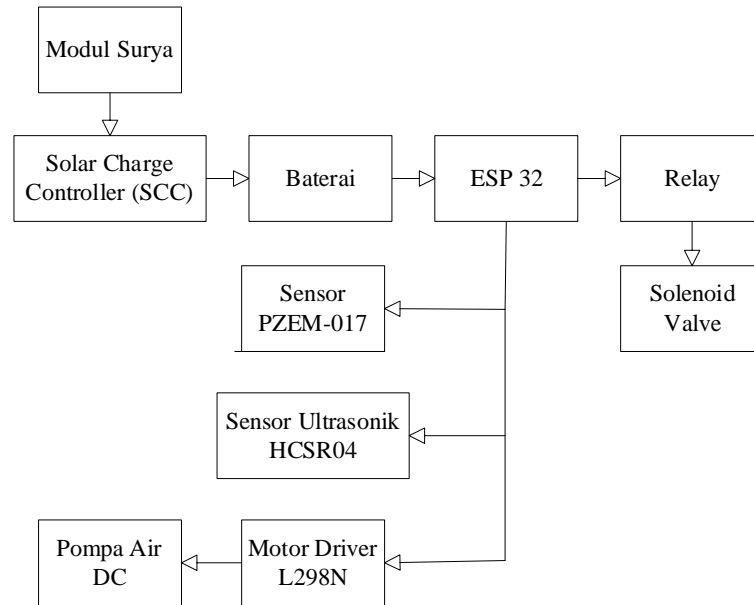 Modul Surya
Solar Charge
Controller (SCC)
Baterai
ESP 32
Relay
Sensor
PZEM-017
Solenoid
Valve
Sensor Ultrasonik
HCSR04
Pompa Air
DC
Motor Driver
L298N